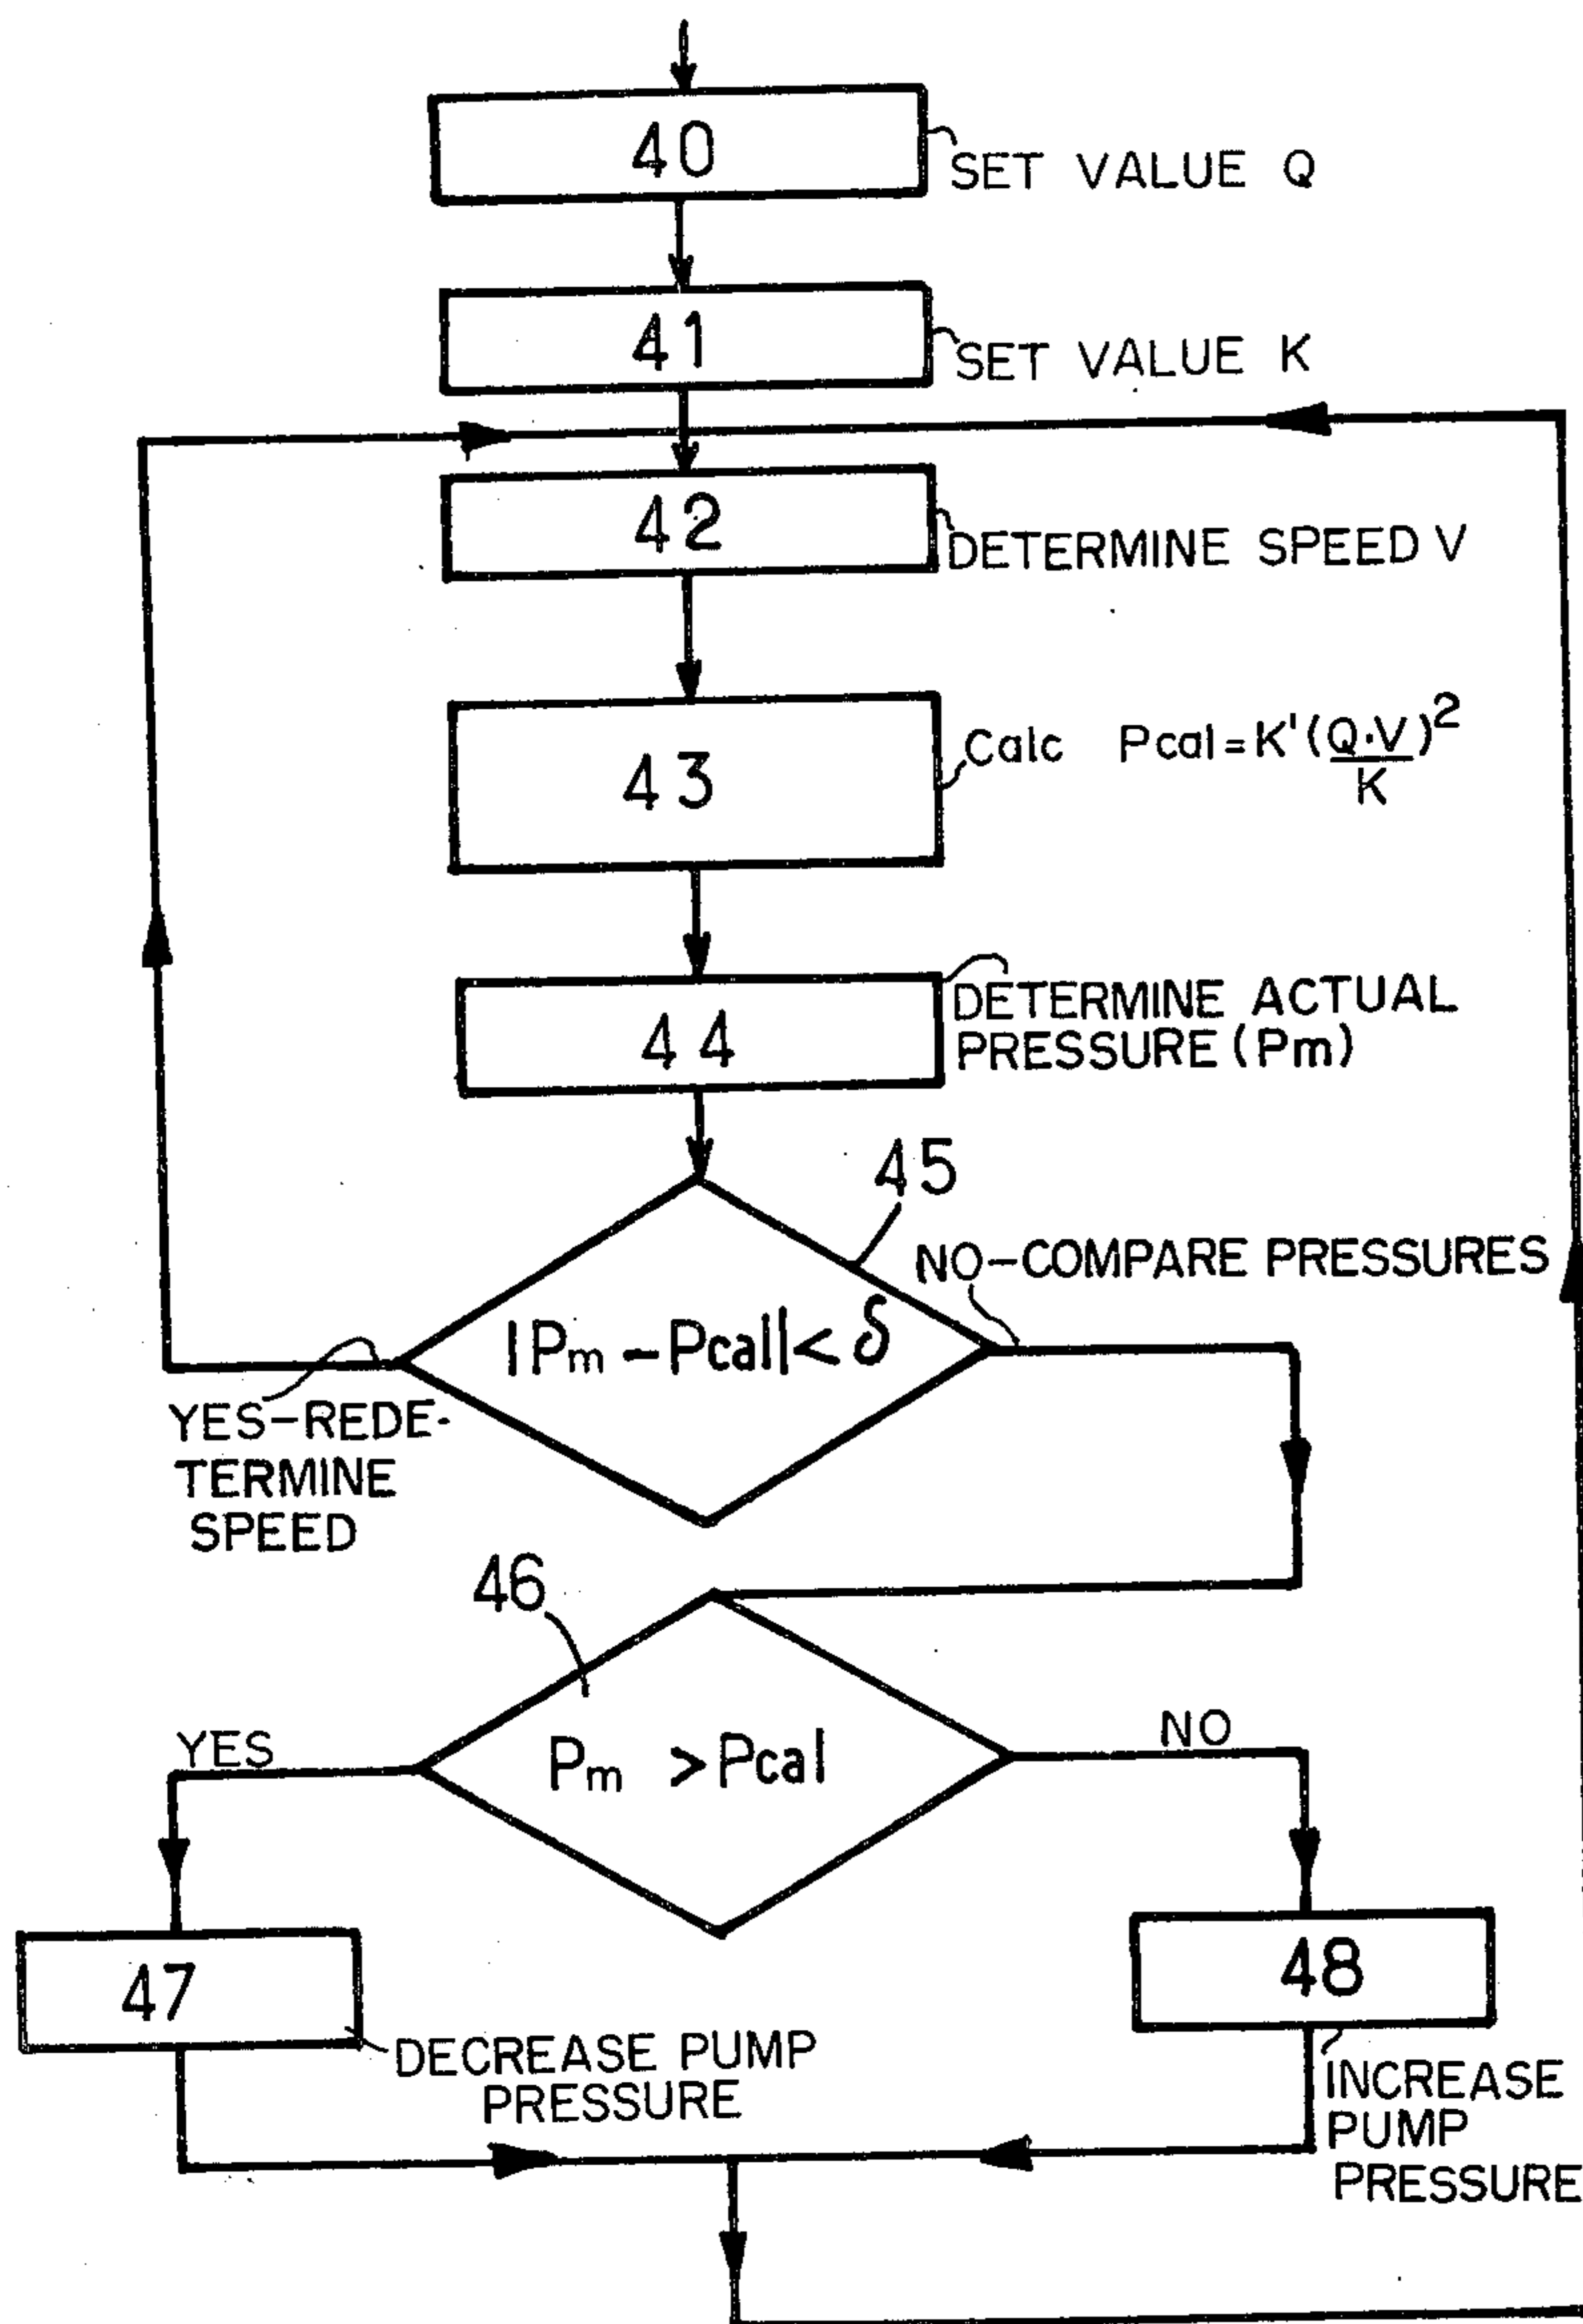 40
SET VALUE Q
41
SET VALUE K
42
DETERMINE SPEED V
43
Calc Pcal = K'(Q·V/K)²
44
DETERMINE ACTUAL
PRESSURE (Pm)
45
NO-COMPARE PRESSURES
|Pm - Pcal| < δ
YES-REDE-
TERMINE
SPEED
46
YES
Pm > Pcal
NO
47
DECREASE PUMP
PRESSURE
48
INCREASE
PUMP
PRESSURE